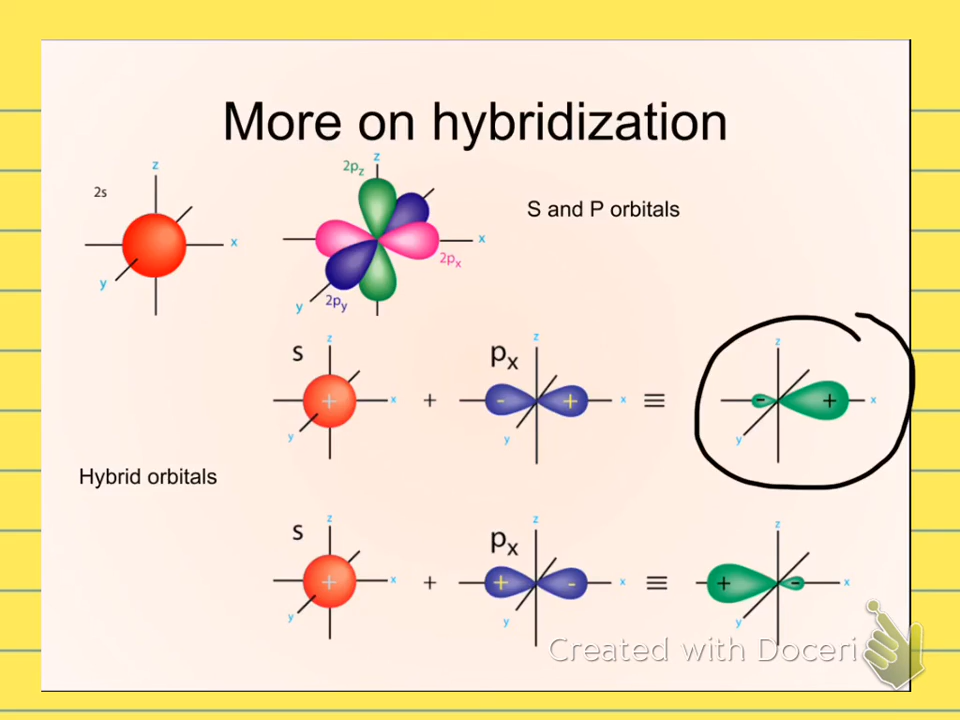 More on hybridization
2s
z
x
y
2pz
z
x
2px
y
2py
S and P orbitals
s
z
+
x
y
+
px
z
-
+
x
y
≡
z
-
+
x
y
Hybrid orbitals
s
z
+
x
y
+
px
z
+
-
x
y
≡
z
+
-
x
y
Created with Doceri